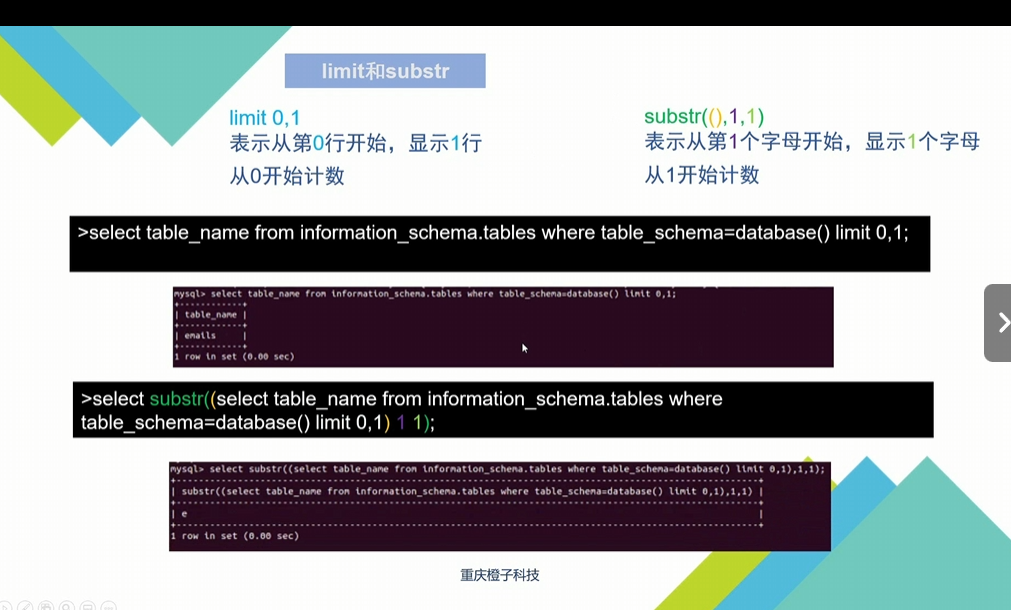 limit和substr
limit 0,1
表示从第0行开始，显示1行
从0开始计数
substr((),1,1)
表示从第1个字母开始，显示1个字母
从1开始计数
>select table_name from information_schema.tables where table_schema=database() limit 0,1;
mysql> select table_name from information_schema.tables where table_schema=database() limit 0,1;
+------------+
| table_name |
+------------+
| emails     |
+------------+
1 row in set (0.00 sec)
>select substr((select table_name from information_schema.tables where
table_schema=database() limit 0,1) 1 1);
mysql> select substr((select table_name from information_schema.tables where table_schema=database() limit 0,1),1,1);
+-----------------------------------------------------------------------------------------------+
| substr((select table_name from information_schema.tables where table_schema=database() limit 0,1),1,1) |
+-----------------------------------------------------------------------------------------------+
| e |
+-----------------------------------------------------------------------------------------------+
1 row in set (0.00 sec)
重庆橙子科技